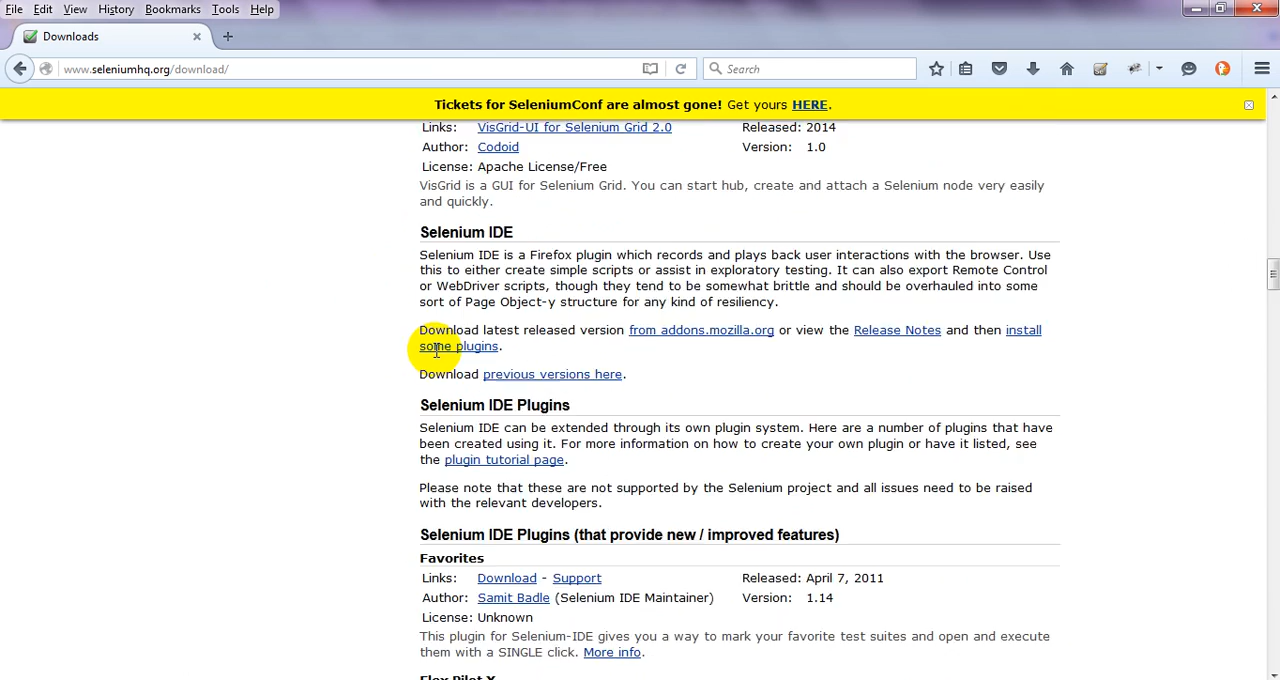 File Edit View History Bookmarks Tools Help
Downloads
www.seleniumhq.org/download/
Search
Tickets for SeleniumConf are almost gone! Get yours HERE.
Links: VisGrid-UI for Selenium Grid 2.0 Released: 2014
Author: Codoid Version: 1.0
License: Apache License/Free
VisGrid is a GUI for Selenium Grid. You can start hub, create and attach a Selenium node very easily
and quickly.
Selenium IDE
Selenium IDE is a Firefox plugin which records and plays back user interactions with the browser. Use
this to either create simple scripts or assist in exploratory testing. It can also export Remote Control
or WebDriver scripts, though they tend to be somewhat brittle and should be overhauled into some
sort of Page Object-y structure for any kind of resiliency.
Download latest released version from addons.mozilla.org or view the Release Notes and then install
some plugins.
Download previous versions here.
Selenium IDE Plugins
Selenium IDE can be extended through its own plugin system. Here are a number of plugins that have
been created using it. For more information on how to create your own plugin or have it listed, see
the plugin tutorial page.
Please note that these are not supported by the Selenium project and all issues need to be raised
with the relevant developers.
Selenium IDE Plugins (that provide new / improved features)
Favorites
Links: Download - Support Released: April 7, 2011
Author: Samit Badle (Selenium IDE Maintainer) Version: 1.14
License: Unknown
This plugin for Selenium-IDE gives you a way to mark your favorite test suites and open and execute
them with a SINGLE click. More info.
Flex Pilot X